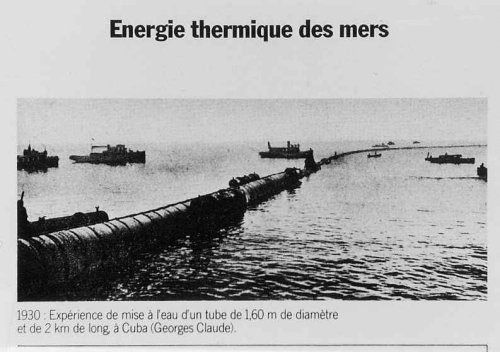 Energie thermique des mers
1930 : Expérience de mise à l'eau d'un tube de 1,60 m de diamètre
et de 2 km de long, à Cuba (Georges Claude).